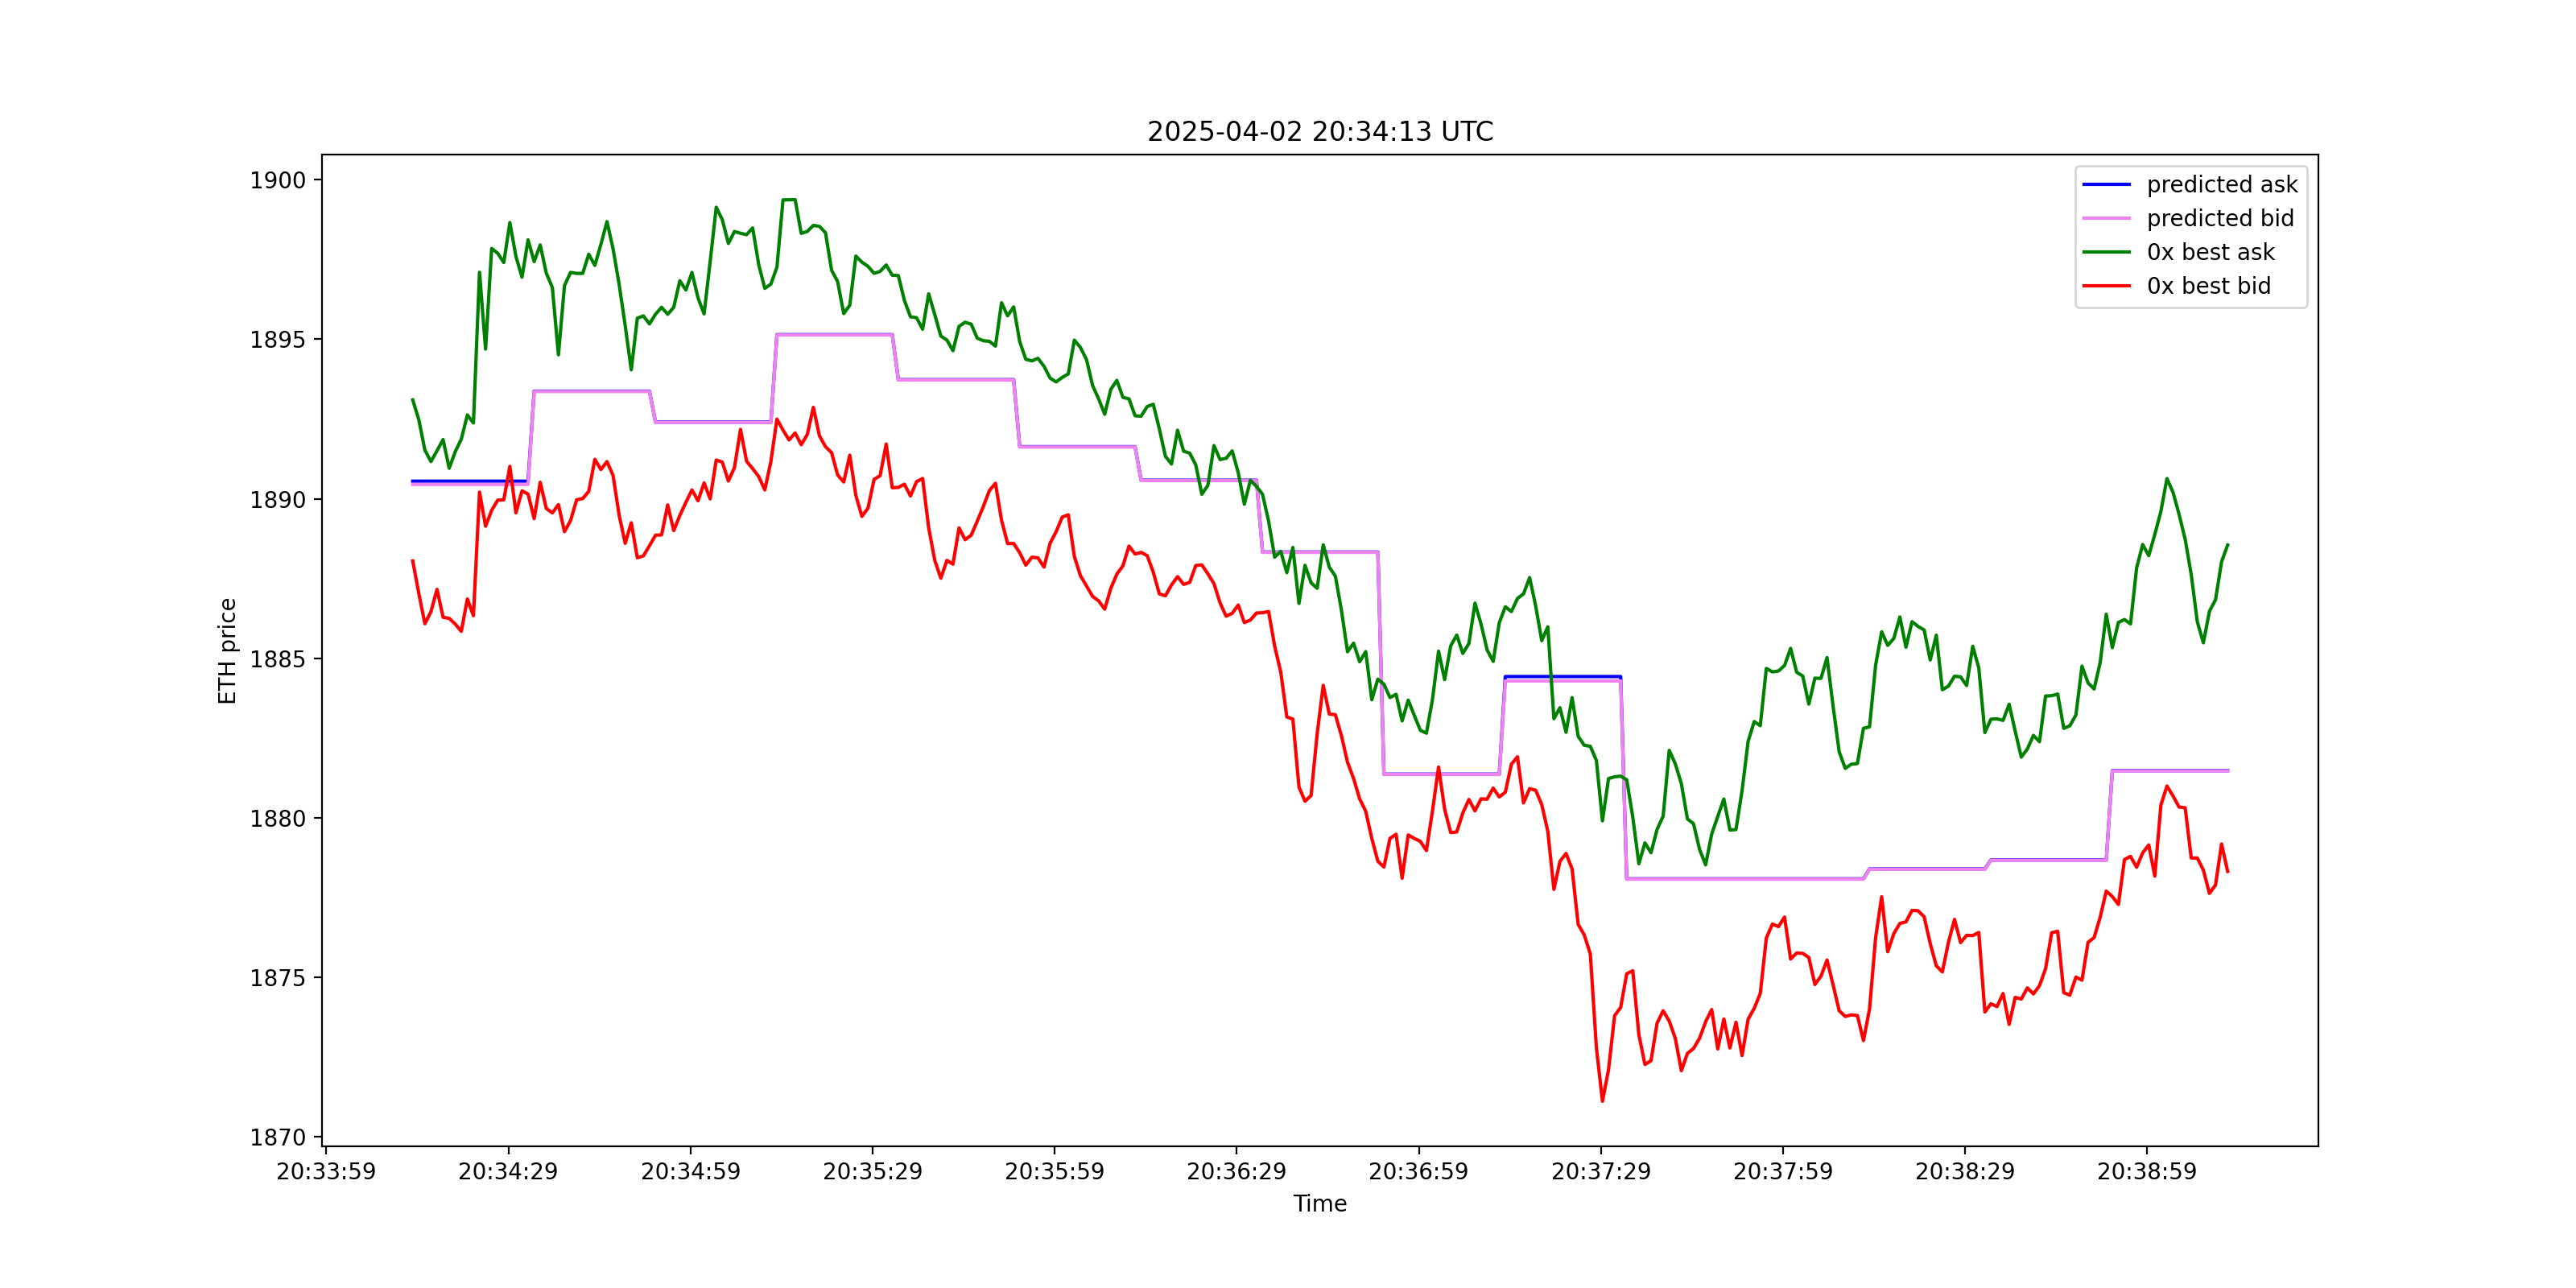 2025-04-02 20:34:13 UTC
predicted ask
predicted bid
0x best ask
0x best bid
ETH price
1900
1895
1890
1885
1880
1875
1870
20:33:59 20:34:29 20:34:59 20:35:29 20:35:59 20:36:29 20:36:59 20:37:29 20:37:59 20:38:29 20:38:59
Time